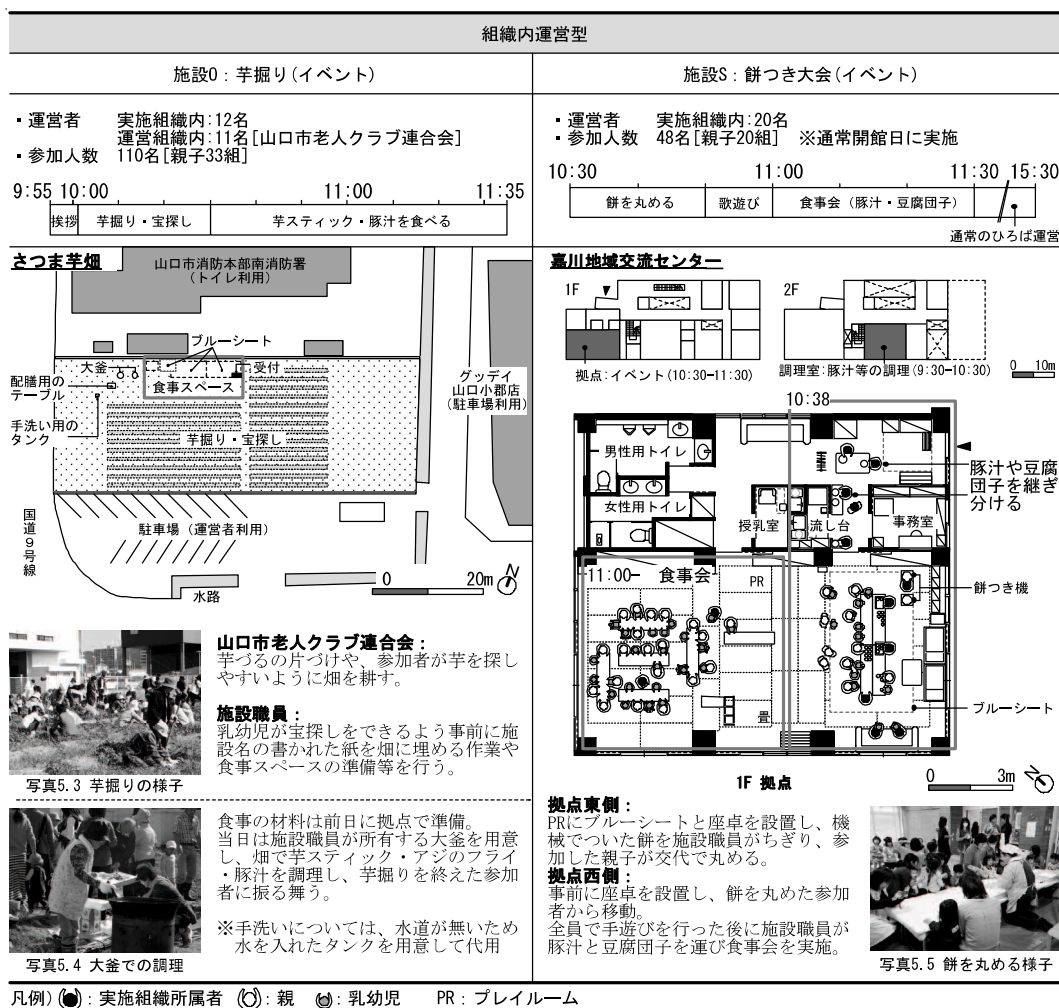 組織内運営型
施設O：芋掘り(イベント)
・運営者　実施組織内:12名
運営組織内:11名[山口市老人クラブ連合会]
・参加人数　110名[親子33組]
9:55 10:00 11:00 11:35
挨拶 芋掘り・宝探し 芋スティック・豚汁を食べる
さつま芋畑
山口市消防本部南消防署
(トイレ利用)
ブルーシート
大釜
受付
配膳用の
テーブル
食事スペース
手洗い用の
タンク
芋掘り・宝探し
グッデイ
山口小郡店
(駐車場利用)
国道9号線
駐車場（運営者利用）
水路
0 20m N
写真5.3 芋掘りの様子
山口市老人クラブ連合会：
芋づるの片づけや、参加者が芋を探し
やすいように畑を耕す。
施設職員：
乳幼児が宝探しをできるよう事前に施
設名の書かれた紙を畑に埋める作業や
食事スペースの準備等を行う。
写真5.4 大釜での調理
食事の材料は前日に拠点で準備。
当日は施設職員が所有する大釜を用意
し、畑で芋スティック・アジのフライ
・豚汁を調理し、芋掘りを終えた参加
者に振る舞う。
※手洗いについては、水道が無いため
水を入れたタンクを用意して代用
施設S：餅つき大会(イベント)
・運営者　実施組織内:20名
・参加人数　48名[親子20組]　※通常開館日に実施
10:30 11:00 11:30 15:30
餅を丸める 歌遊び 食事会（豚汁・豆腐団子）
通常のひろば運営
嘉川地域交流センター
1F
2F
拠点:イベント(10:30-11:30)
調理室:豚汁等の調理(9:30-10:30)
0 10m
10:38
男性用トイレ
女性用トイレ
授乳室
流し台
事務室
豚汁や豆腐
団子を継ぎ
分ける
11:00-　食事会
PR
餅つき機
畳
ブルーシート
1F 拠点
0 3m N
拠点東側：
PRにブルーシートと座卓を設置し、機
械でついた餅を施設職員がちぎり、参
加した親子が交代で丸める。
拠点西側：
事前に座卓を設置し、餅を丸めた参加
者から移動。
全員で手遊びを行った後に施設職員が
豚汁と豆腐団子を運び食事会を実施。
写真5.5 餅を丸める様子
凡例）：実施組織所属者　：親　：乳幼児　PR：プレイルーム